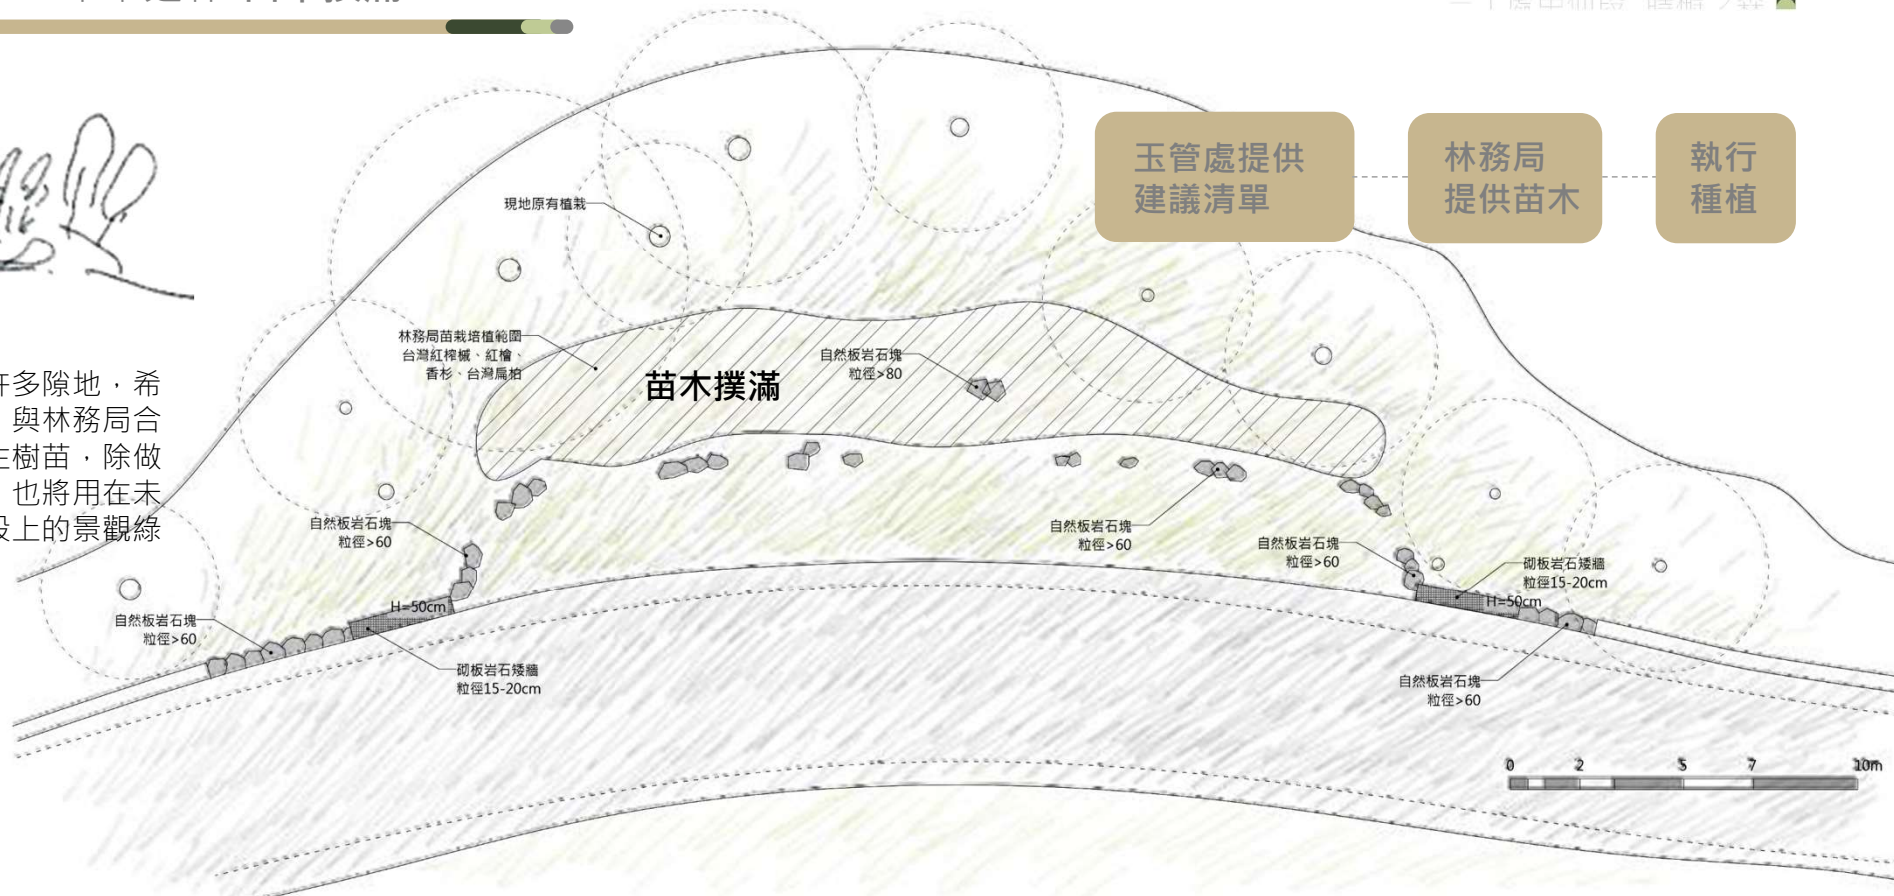 苗木撲滿
玉管處提供
建議清單
林務局
提供苗木
執行
種植
現地原有植栽
林務局苗栽培植範圍
台灣紅榨槭、紅檜、
香杉、台灣扁柏
自然板岩石塊
粒徑>80
苗木撲滿
許多隙地，希
與林務局合
樹苗，除做
也將用在未
段上的景觀綠
自然板岩石塊
粒徑>60
自然板岩石塊
粒徑>60
自然板岩石塊
粒徑>60
砌板岩石矮牆
粒徑15-20cm
H=50cm
H=50cm
自然板岩石塊
粒徑>60
砌板岩石矮牆
粒徑15-20cm
自然板岩石塊
粒徑>60
0 2 5 7 10m